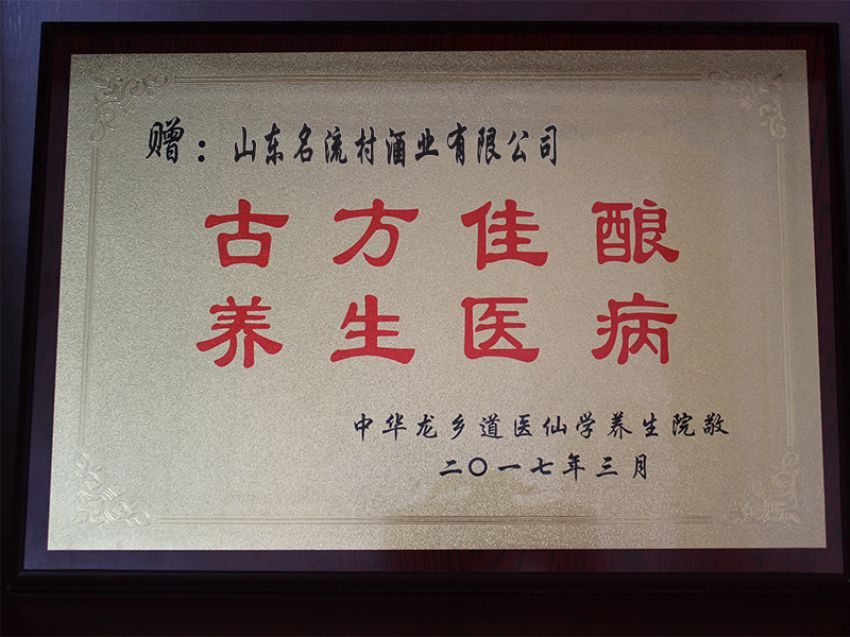 赠：山东名流村酒业有限公司
古方佳酿
养生医病
中华龙乡道医仙学养生院敬
二〇一七年三月